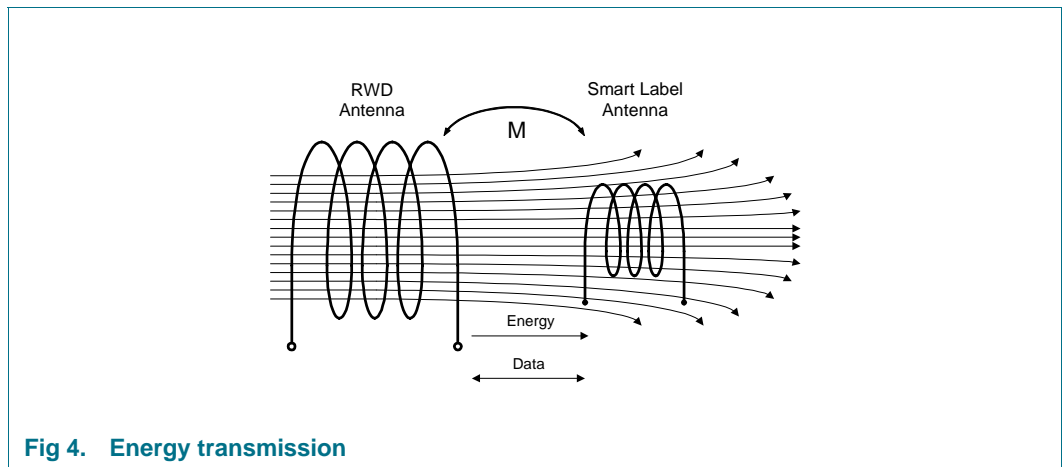 RWD
Antenna
Smart Label
Antenna
M
Energy
Data
Fig 4. Energy transmission